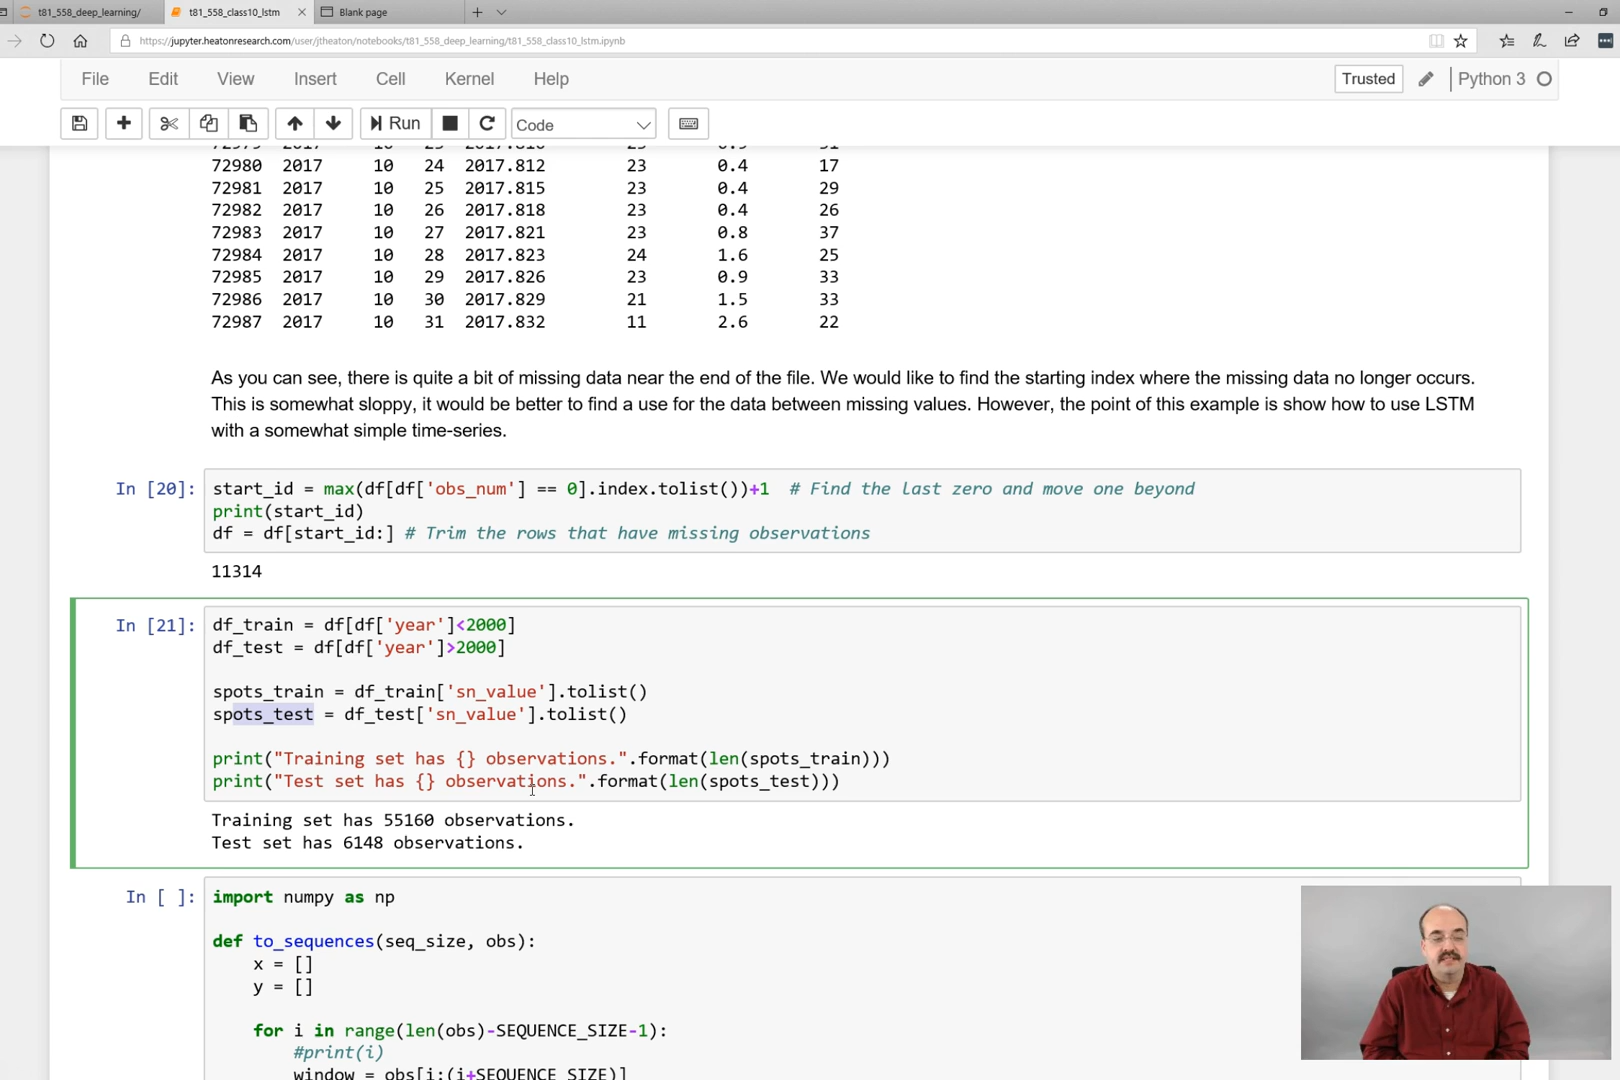 t81_558_deep_learning/ t81_558_class10_lstm Blank page
https://jupyter.heatonresearch.com/user/jtheaton/notebooks/t81_558_deep_learning/t81_558_class10_lstm.ipynb
File Edit View Insert Cell Kernel Help Trusted Python 3
Run Code
72980 2017 10 24 2017.812 23 0.4 17
72981 2017 10 25 2017.815 23 0.4 29
72982 2017 10 26 2017.818 23 0.4 26
72983 2017 10 27 2017.821 23 0.8 37
72984 2017 10 28 2017.823 24 1.6 25
72985 2017 10 29 2017.826 23 0.9 33
72986 2017 10 30 2017.829 21 1.5 33
72987 2017 10 31 2017.832 11 2.6 22
As you can see, there is quite a bit of missing data near the end of the file. We would like to find the starting index where the missing data no longer occurs.
This is somewhat sloppy, it would be better to find a use for the data between missing values. However, the point of this example is show how to use LSTM
with a somewhat simple time-series.
In [20]: start_id = max(df[df['obs_num'] == 0].index.tolist())+1 # Find the last zero and move one beyond
print(start_id)
df = df[start_id:] # Trim the rows that have missing observations
11314
In [21]: df_train = df[df['year']<2000]
df_test = df[df['year']>2000]
spots_train = df_train['sn_value'].tolist()
spots_test = df_test['sn_value'].tolist()
print("Training set has {} observations.".format(len(spots_train)))
print("Test set has {} observations.".format(len(spots_test)))
Training set has 55160 observations.
Test set has 6148 observations.
In [ ]: import numpy as np
def to_sequences(seq_size, obs):
x = []
y = []
for i in range(len(obs)-SEQUENCE_SIZE-1):
#print(i)
window = obs[i:(i+SEQUENCE_SIZE)]